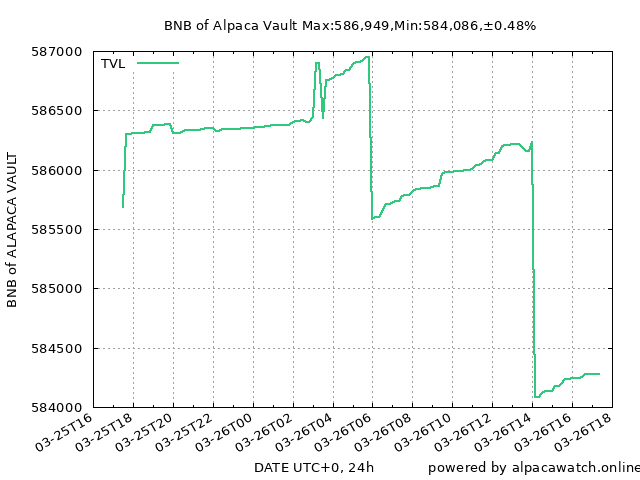 BNB of Alpaca Vault Max:586,949,Min:584,086,±0.48%
TVL
587000
586500
586000
585500
585000
584500
584000
BNB of ALAPACA VAULT
03-25T16
03-25T18
03-25T20
03-25T22
03-26T00
03-26T02
03-26T04
03-26T06
03-26T08
03-26T10
03-26T12
03-26T14
03-26T16
03-26T18
DATE UTC+0, 24h
powered by alpacawatch.online